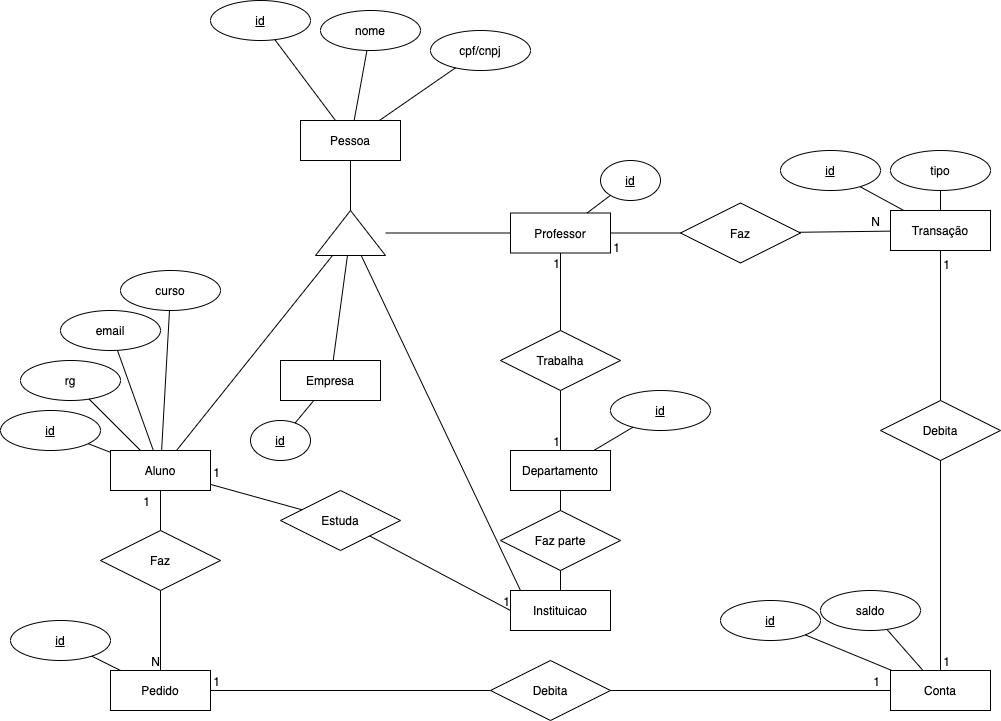 id
nome
cpf/cnpj
Pessoa
id
id
tipo
Professor
1
Faz
N
Transação
1
1
curso
email
rg
id
Empresa
id
Trabalha
id
Debita
1
Aluno
1
1
Departamento
Estuda
Faz
Faz parte
1
Instituicao
id
saldo
id
N
1
Pedido
1
Debita
1
Conta